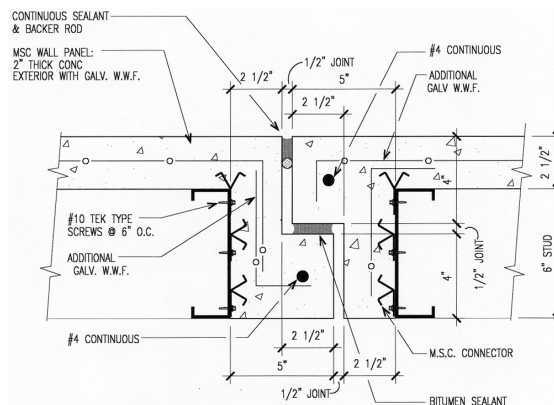 CONTINUOUS SEALANT
& BACKER ROD
MSC WALL PANEL:
2" THICK CONC
EXTERIOR WITH GALV. W.W.F.
#4 CONTINUOUS
1/2" JOINT
2 1/2"
5"
2 1/2"
ADDITIONAL
GALV W.W.F.
4"
2 1/2"
#10 TEK TYPE
SCREWS @ 6" O.C.
ADDITIONAL
GALV. W.W.F.
4"
1/2" JOINT
6" STUD
#4 CONTINUOUS
2 1/2"
M.S.C. CONNECTOR
5"
2 1/2"
1/2" JOINT
BITUMEN SEALANT